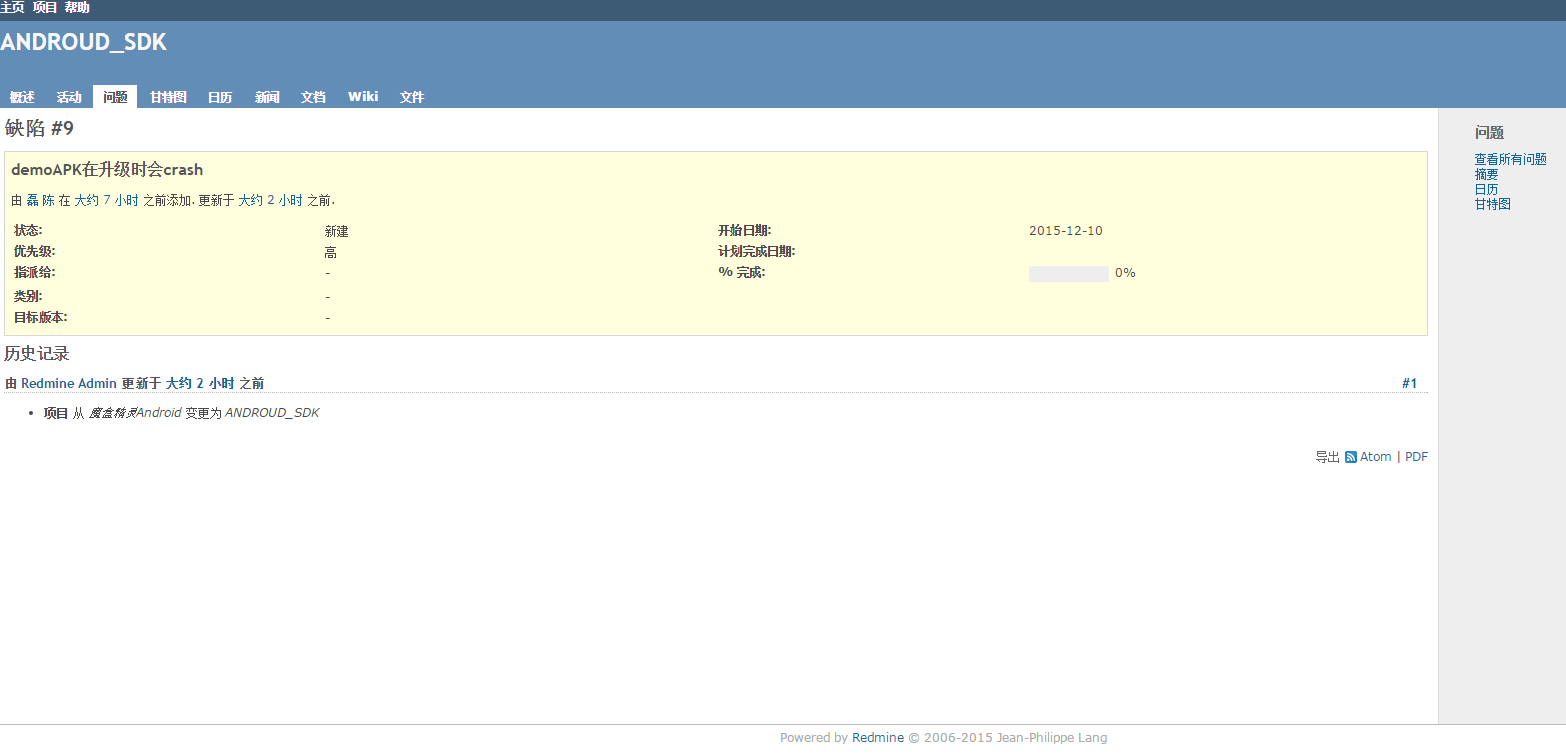 主页 项目 帮助
ANDROUD_SDK
概述 活动 问题 甘特图 日历 新闻 文档 Wiki 文件
缺陷 #9
demoAPK在升级时会crash
由 磊 陈 在 大约 7 小时 之前添加. 更新于 大约 2 小时 之前.
状态: 新建 开始日期: 2015-12-10
优先级: 高 计划完成日期:
指派给: - % 完成: 0%
类别: -
目标版本: -
历史记录
由 Redmine Admin 更新于 大约 2 小时 之前 #1
• 项目 从 魔盒精灵Android 变更为 ANDROUD_SDK
导出 Atom | PDF
问题
查看所有问题
摘要
日历
甘特图
Powered by Redmine © 2006-2015 Jean-Philippe Lang